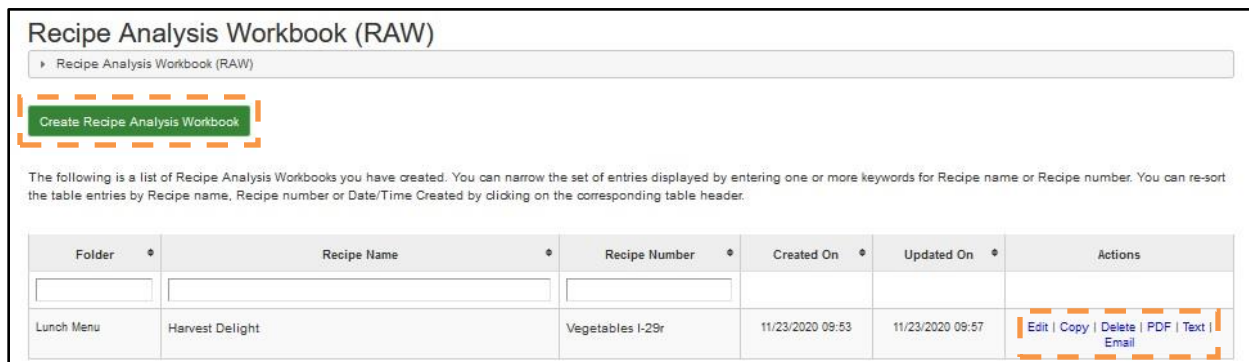 Recipe Analysis Workbook (RAW)
Recipe Analysis Workbook (RAW)
Create Recipe Analysis Workbook
The following is a list of Recipe Analysis Workbooks you have created. You can narrow the set of entries displayed by entering one or more keywords for Recipe name or Recipe number. You can re-sort
the table entries by Recipe name, Recipe number or Date/Time Created by clicking on the corresponding table header.
Folder Recipe Name Recipe Number Created On Updated On Actions
Lunch Menu Harvest Delight Vegetables I-29r 11/23/2020 09:53 11/23/2020 09:57 Edit | Copy | Delete | PDF | Text |
Email